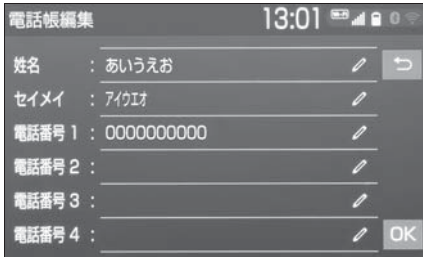 電話帳編集 13:01
姓名 : あいうえお
セイメイ : アイウエオ
電話番号 1 : 0000000000
電話番号 2 :
電話番号 3 :
電話番号 4 : OK